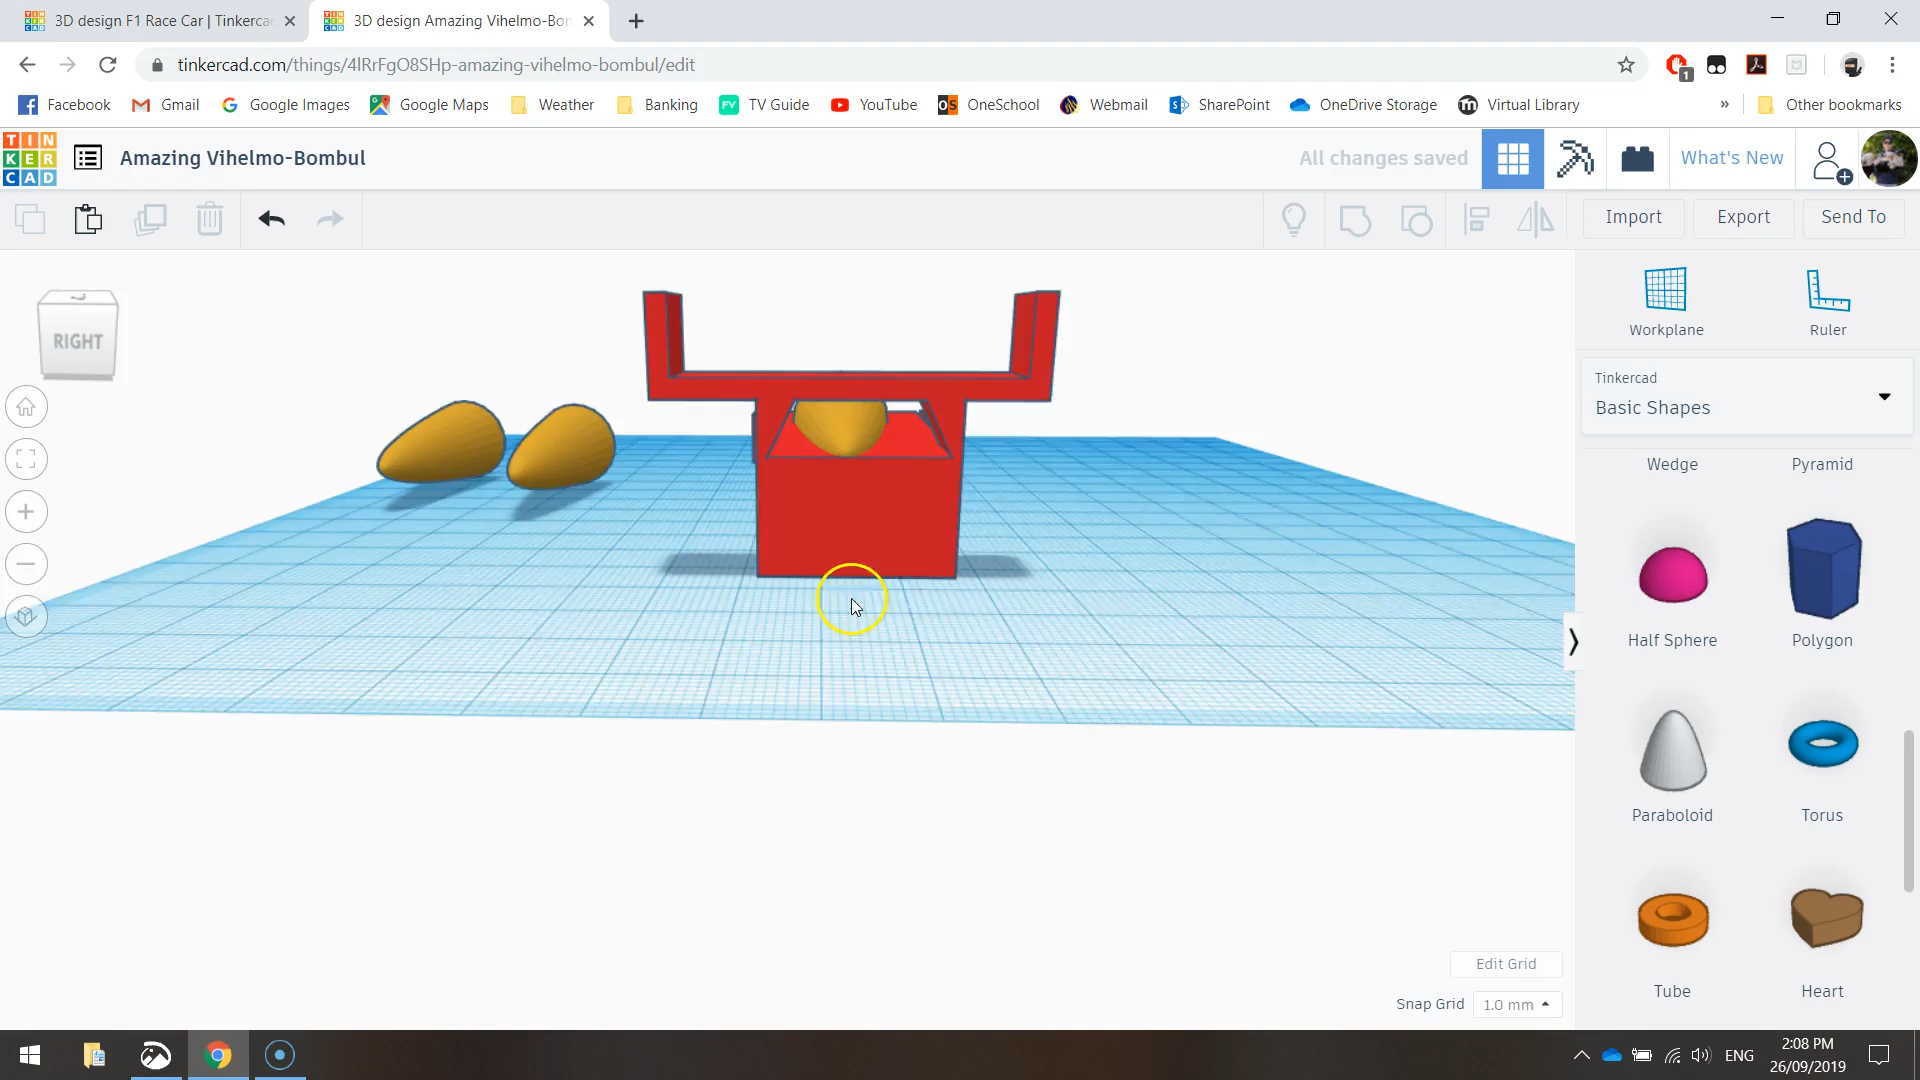 3D design F1 Race Car | Tinkerca
3D design Amazing Vihelmo-Bon
tinkercad.com/things/4lRrFgO8SHp-amazing-vihelmo-bombul/edit
1
Facebook
Gmail
Google Images
Google Maps
Weather
Banking
TV Guide
YouTube
OneSchool
Webmail
SharePoint
OneDrive Storage
Virtual Library
»
Other bookmarks
TIN
KER
CAD
Amazing Vihelmo-Bombul
All changes saved
What's New
Import
Export
Send To
RIGHT
Workplane
Ruler
Tinkercad
Basic Shapes
Wedge
Pyramid
Half Sphere
Polygon
Paraboloid
Torus
Tube
Heart
Edit Grid
Snap Grid
1.0 mm
ENG
2:08 PM
26/09/2019